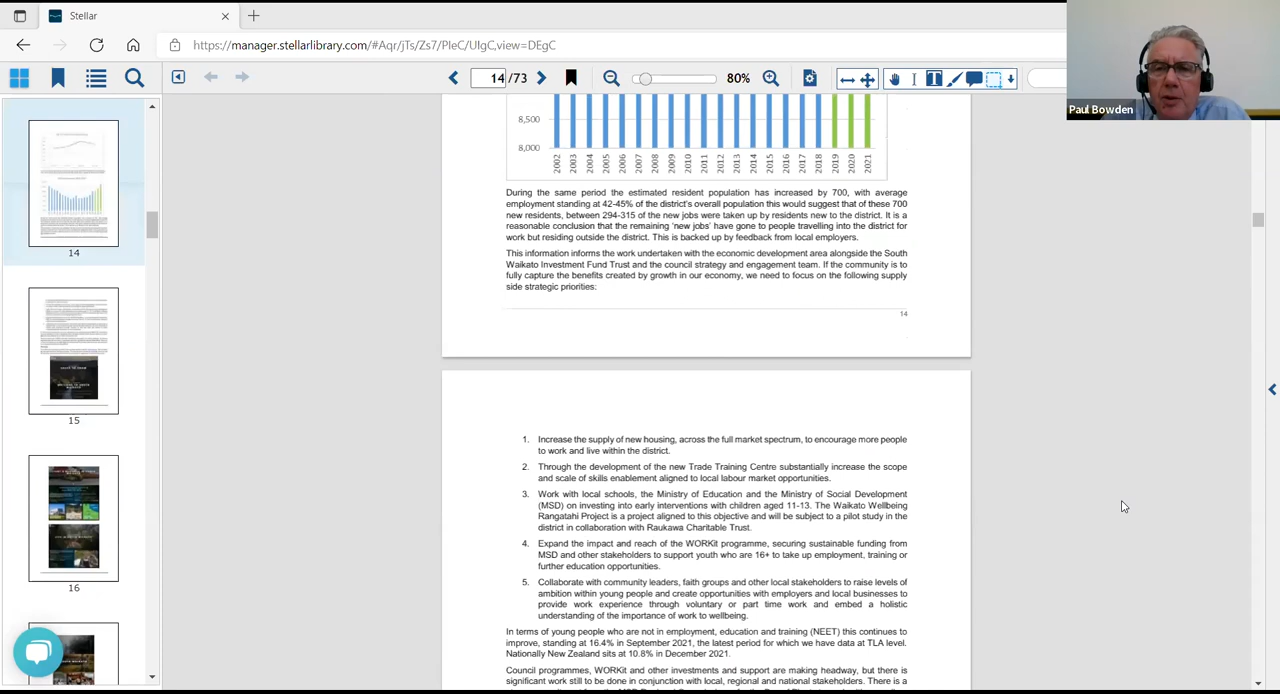 Stellar
https://manager.stellarlibrary.com/#Aqr/jTs/Zs7/PIeC/UIgC,view=DEgC
14 /73
80%
Paul Bowden
14
15
16
8,500
8,000
2002 2003 2004 2005 2006 2007 2008 2009 2010 2011 2012 2013 2014 2015 2016 2017 2018 2019 2020 2021
During the same period the estimated resident population has increased by 700, with average
employment standing at 42-45% of the district's overall population this would suggest that of these 700
new residents, between 294-315 of the new jobs were taken up by residents new to the district. It is a
reasonable conclusion that the remaining 'new jobs' have gone to people travelling into the district for
work but residing outside the district. This is backed up by feedback from local employers.
This information informs the work undertaken with the economic development area alongside the South
Waikato Investment Fund Trust and the council strategy and engagement team. If the community is to
fully capture the benefits created by growth in our economy, we need to focus on the following supply
side strategic priorities:
14
1. Increase the supply of new housing, across the full market spectrum, to encourage more people
to work and live within the district.
2. Through the development of the new Trade Training Centre substantially increase the scope
and scale of skills enablement aligned to local labour market opportunities.
3. Work with local schools, the Ministry of Education and the Ministry of Social Development
(MSD) on investing into early interventions with children aged 11-13. The Waikato Wellbeing
Rangatahi Project is a project aligned to this objective and will be subject to a pilot study in the
district in collaboration with Raukawa Charitable Trust.
4. Expand the impact and reach of the WORKit programme, securing sustainable funding from
MSD and other stakeholders to support youth who are 16+ to take up employment, training or
further education opportunities.
5. Collaborate with community leaders, faith groups and other local stakeholders to raise levels of
ambition within young people and create opportunities with employers and local businesses to
provide work experience through voluntary or part time work and embed a holistic
understanding of the importance of work to wellbeing.
In terms of young people who are not in employment, education and training (NEET) this continues to
improve, standing at 16.4% in September 2021, the latest period for which we have data at TLA level.
Nationally New Zealand sits at 10.8% in December 2021.
Council programmes, WORKit and other investments and support are making headway, but there is
significant work still to be done in conjunction with local, regional and national stakeholders. There is a